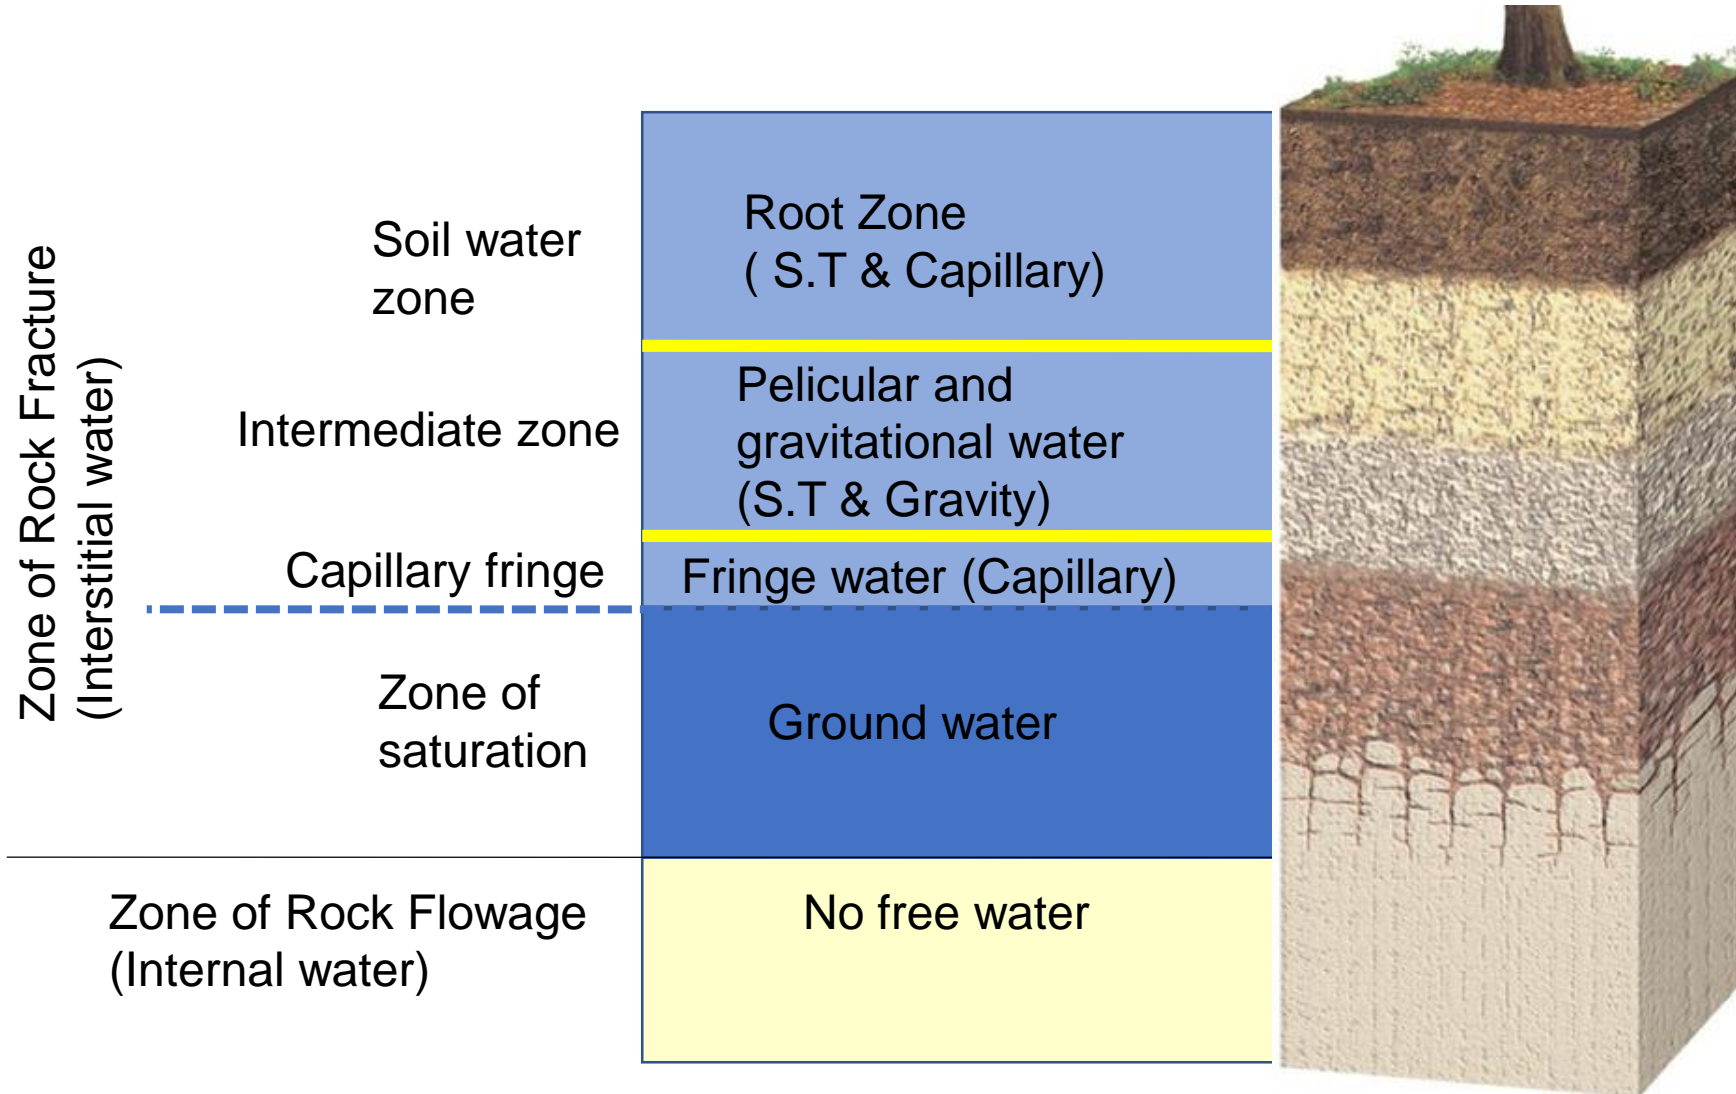 Zone of Rock Fracture
(Interstitial water)
Soil water
zone
Root Zone
( S.T & Capillary)
Intermediate zone
Pelicular and
gravitational water
(S.T & Gravity)
Capillary fringe
Fringe water (Capillary)
Zone of
saturation
Ground water
Zone of Rock Flowage
(Internal water)
No free water